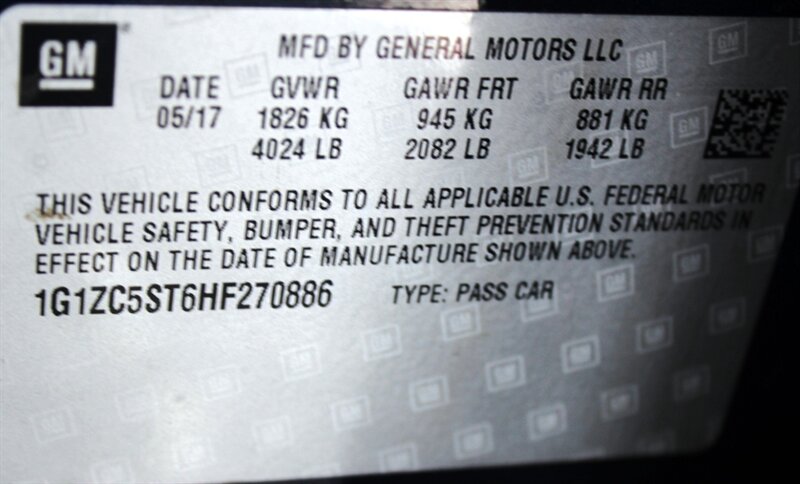 GM
MFD BY GENERAL MOTORS LLC
DATE GVWR GAWR FRT GAWR RR
05/17 1826 KG 945 KG 881 KG
4024 LB 2082 LB 1942 LB
THIS VEHICLE CONFORMS TO ALL APPLICABLE U.S. FEDERAL MOTOR
VEHICLE SAFETY, BUMPER, AND THEFT PREVENTION STANDARDS IN
EFFECT ON THE DATE OF MANUFACTURE SHOWN ABOVE.
1G1ZC5ST6HF270886 TYPE: PASS CAR